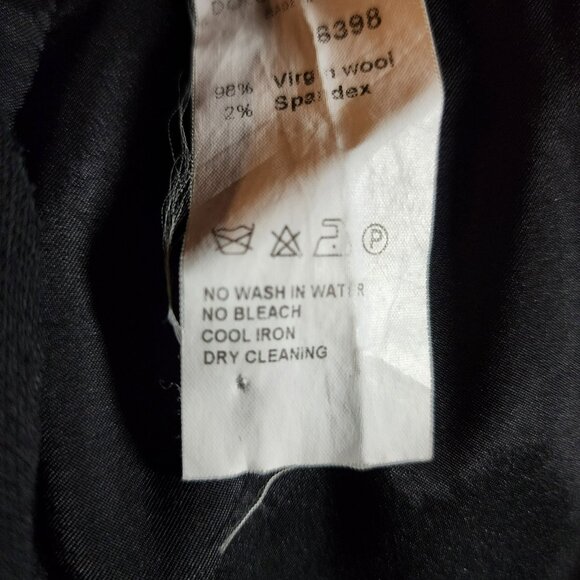 8398
98% Virgin wool
2% Spandex
P
NO WASH IN WATER
NO BLEACH
COOL IRON
DRY CLEANING